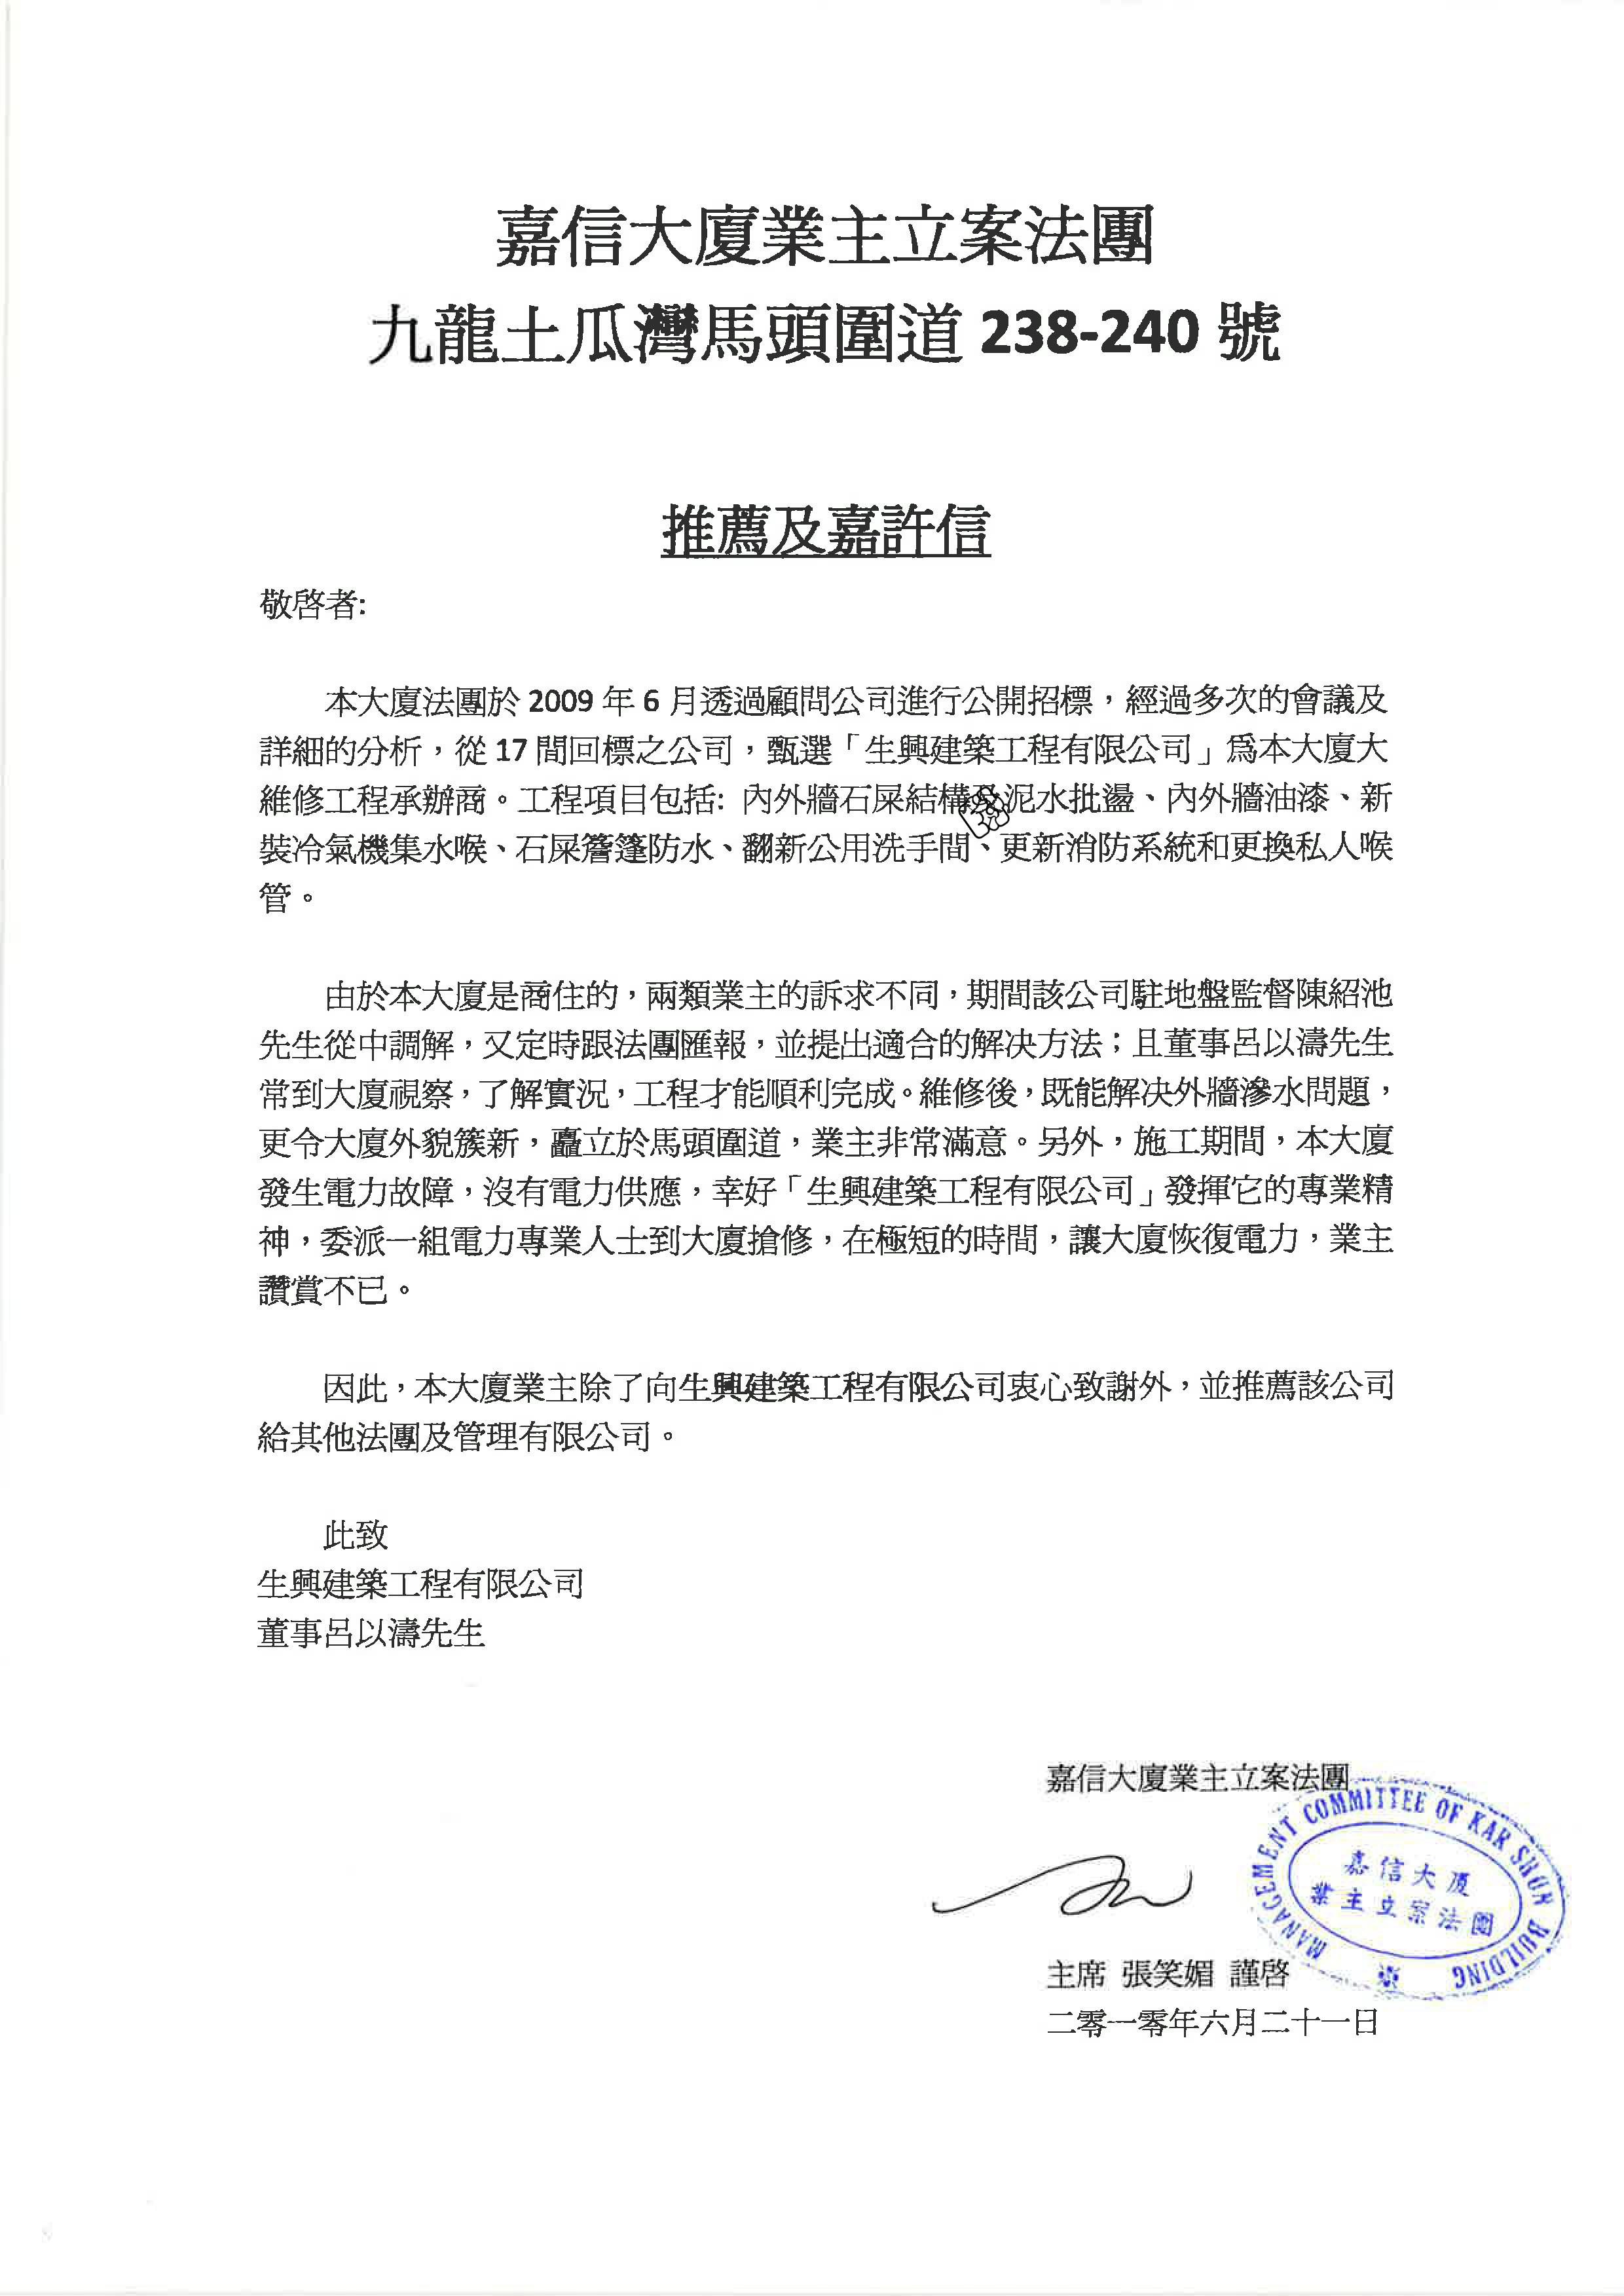 嘉信大廈業主立案法團
九龍土瓜灣馬頭圍道 238-240 號
推薦及嘉許信
敬啓者:
本大廈法團於 2009 年 6 月透過顧問公司進行公開招標，經過多次的會議及
詳細的分析，從 17 間回標之公司，甄選「生興建築工程有限公司」爲本大廈大
維修工程承辦商。工程項目包括: 內外牆石屎結構及泥水批盪、內外牆油漆、新
裝冷氣機集水喉、石屎簷篷防水、翻新公用洗手間、更新消防系統和更換私人喉
管。
由於本大廈是商住的，兩類業主的訴求不同，期間該公司駐地盤監督陳紹池
先生從中調解，又定時跟法團匯報，並提出適合的解決方法；且董事呂以濤先生
常到大廈視察，了解實況，工程才能順利完成。維修後，既能解決外牆滲水問題，
更令大廈外貌簇新，矗立於馬頭圍道，業主非常滿意。另外，施工期間，本大廈
發生電力故障，沒有電力供應，幸好「生興建築工程有限公司」發揮它的專業精
神，委派一組電力專業人士到大廈搶修，在極短的時間，讓大廈恢復電力，業主
讚賞不已。
因此，本大廈業主除了向生興建築工程有限公司衷心致謝外，並推薦該公司
給其他法團及管理有限公司。
此致
生興建築工程有限公司
董事呂以濤先生
嘉信大廈業主立案法團
MANAGEMENT COMMITTEE OF KAR SHUN BUILDING
嘉信大廈
業主立案法團
主席 張笑媚 謹啓
二零一零年六月二十一日